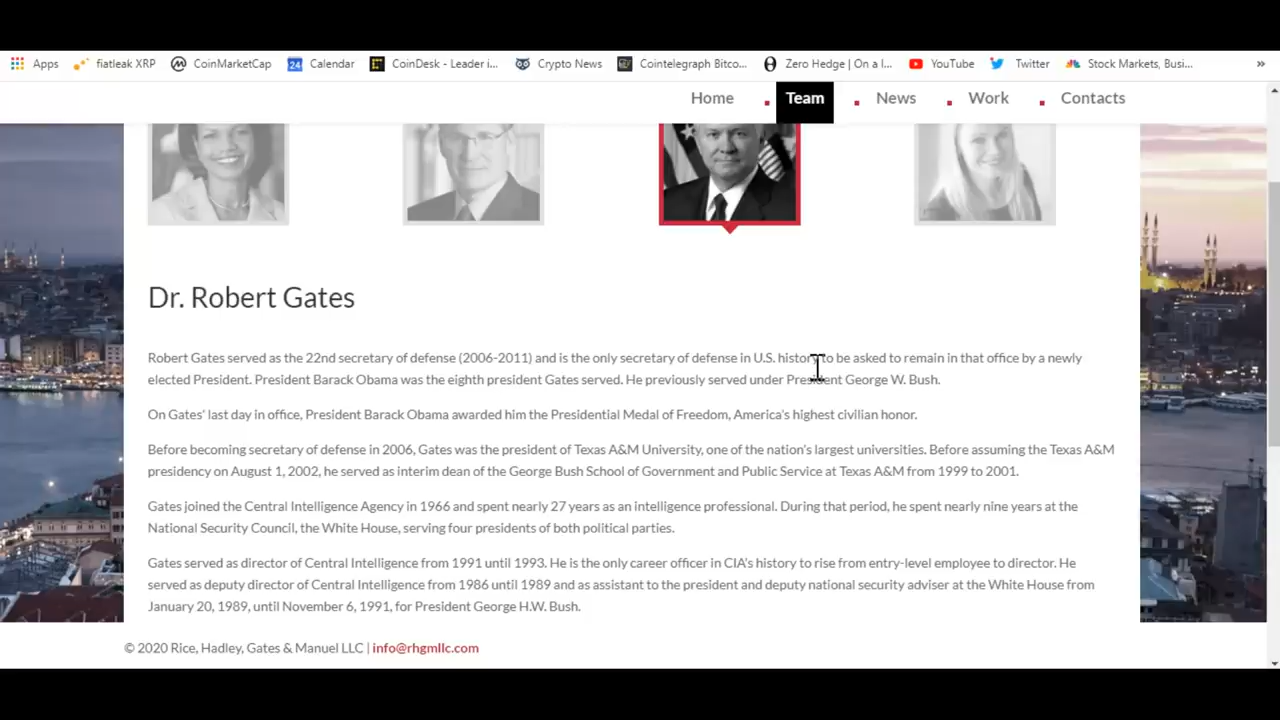 Apps fiatleak XRP CoinMarketCap 24 Calendar CoinDesk - Leader i... Crypto News Cointelegraph Bitco... Zero Hedge | On a l... YouTube Twitter Stock Markets, Busi... »
Home Team News Work Contacts
Dr. Robert Gates
Robert Gates served as the 22nd secretary of defense (2006-2011) and is the only secretary of defense in U.S. history to be asked to remain in that office by a newly
elected President. President Barack Obama was the eighth president Gates served. He previously served under President George W. Bush.
On Gates' last day in office, President Barack Obama awarded him the Presidential Medal of Freedom, America's highest civilian honor.
Before becoming secretary of defense in 2006, Gates was the president of Texas A&M University, one of the nation's largest universities. Before assuming the Texas A&M
presidency on August 1, 2002, he served as interim dean of the George Bush School of Government and Public Service at Texas A&M from 1999 to 2001.
Gates joined the Central Intelligence Agency in 1966 and spent nearly 27 years as an intelligence professional. During that period, he spent nearly nine years at the
National Security Council, the White House, serving four presidents of both political parties.
Gates served as director of Central Intelligence from 1991 until 1993. He is the only career officer in CIA's history to rise from entry-level employee to director. He
served as deputy director of Central Intelligence from 1986 until 1989 and as assistant to the president and deputy national security adviser at the White House from
January 20, 1989, until November 6, 1991, for President George H.W. Bush.
© 2020 Rice, Hadley, Gates & Manuel LLC | info@rhgmllc.com